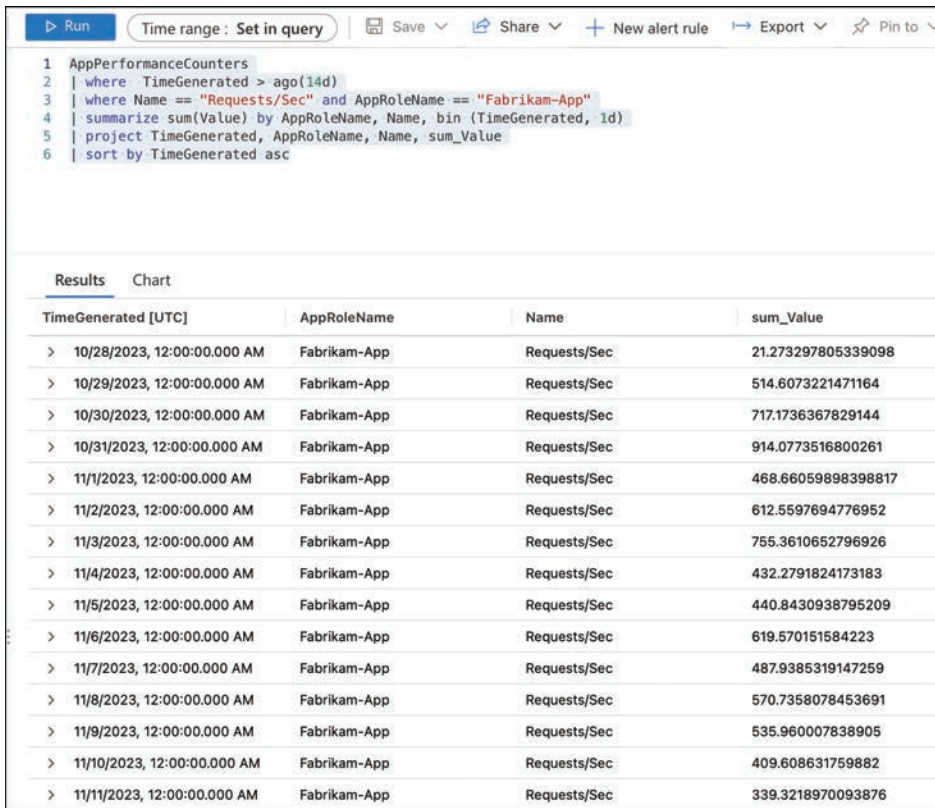 Run Time range : Set in query Save Share New alert rule Export Pin to
1 AppPerformanceCounters
2 | where TimeGenerated > ago(14d)
3 | where Name == "Requests/Sec" and AppRoleName == "Fabrikam-App"
4 | summarize sum(Value) by AppRoleName, Name, bin (TimeGenerated, 1d)
5 | project TimeGenerated, AppRoleName, Name, sum_Value
6 | sort by TimeGenerated asc
Results Chart
TimeGenerated [UTC] AppRoleName Name sum_Value
> 10/28/2023, 12:00:00.000 AM Fabrikam-App Requests/Sec 21.273297805339098
> 10/29/2023, 12:00:00.000 AM Fabrikam-App Requests/Sec 514.6073221471164
> 10/30/2023, 12:00:00.000 AM Fabrikam-App Requests/Sec 717.1736367829144
> 10/31/2023, 12:00:00.000 AM Fabrikam-App Requests/Sec 914.0773516800261
> 11/1/2023, 12:00:00.000 AM Fabrikam-App Requests/Sec 468.66059898398817
> 11/2/2023, 12:00:00.000 AM Fabrikam-App Requests/Sec 612.5597694776952
> 11/3/2023, 12:00:00.000 AM Fabrikam-App Requests/Sec 755.3610652796926
> 11/4/2023, 12:00:00.000 AM Fabrikam-App Requests/Sec 432.2791824173183
> 11/5/2023, 12:00:00.000 AM Fabrikam-App Requests/Sec 440.8430938795209
> 11/6/2023, 12:00:00.000 AM Fabrikam-App Requests/Sec 619.570151584223
> 11/7/2023, 12:00:00.000 AM Fabrikam-App Requests/Sec 487.9385319147259
> 11/8/2023, 12:00:00.000 AM Fabrikam-App Requests/Sec 570.7358078453691
> 11/9/2023, 12:00:00.000 AM Fabrikam-App Requests/Sec 535.960007838905
> 11/10/2023, 12:00:00.000 AM Fabrikam-App Requests/Sec 409.608631759882
> 11/11/2023, 12:00:00.000 AM Fabrikam-App Requests/Sec 339.3218970093876